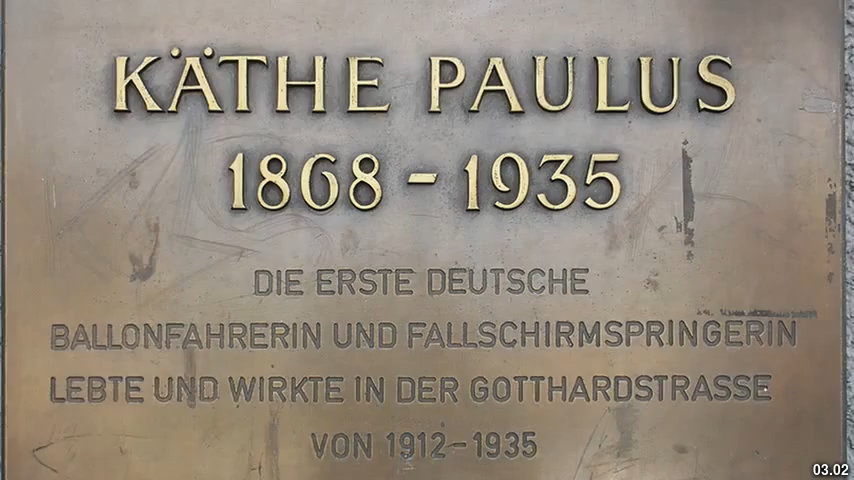 KÄTHE PAULUS
1868 - 1935
DIE ERSTE DEUTSCHE
BALLONFAHRERIN UND FALLSCHIRMSPRINGERIN
LEBTE UND WIRKTE IN DER GOTTHARDSTRASSE
VON 1912-1935
03.02